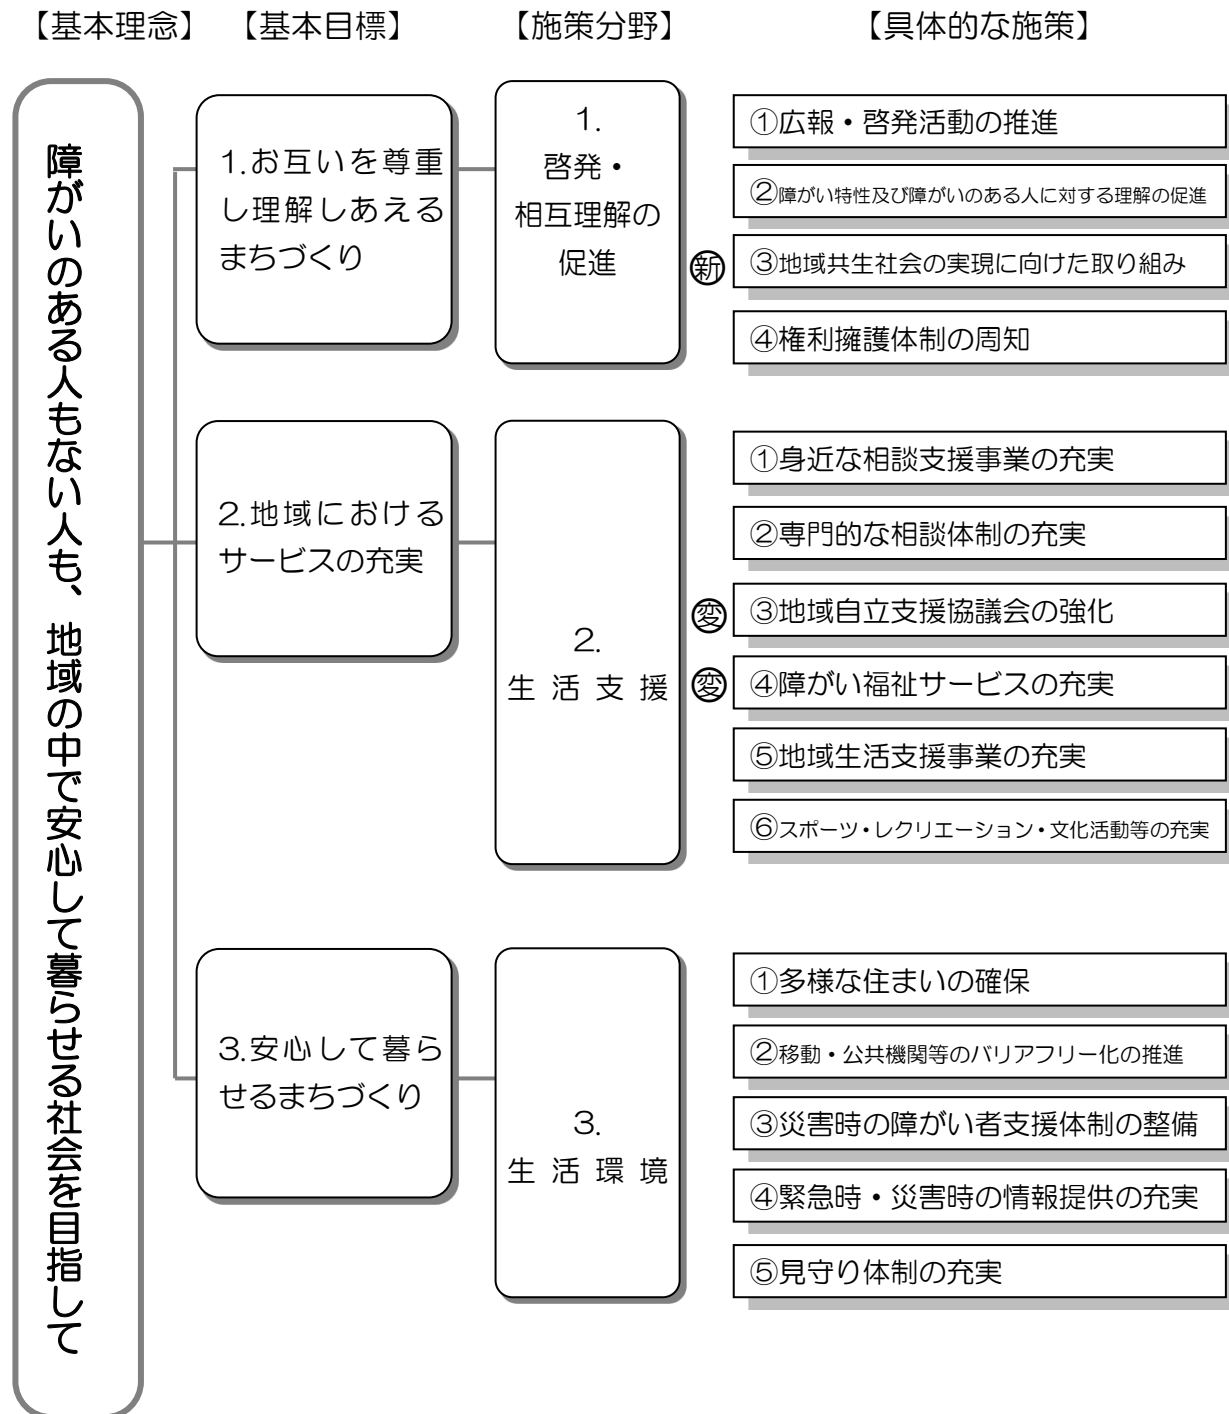 【基本理念】
【基本目標】
【施策分野】
【具体的な施策】
障がいのある人もない人も、地域の中で安心して暮らせる社会を目指して
1.お互いを尊重
し理解しあえる
まちづくり
1.
啓発・
相互理解の
促進
①広報・啓発活動の推進
②障がい特性及び障がいのある人に対する理解の促進
新
③地域共生社会の実現に向けた取り組み
④権利擁護体制の周知
2.地域における
サービスの充実
2.
生活支援
①身近な相談支援事業の充実
②専門的な相談体制の充実
変
③地域自立支援協議会の強化
変
④障がい福祉サービスの充実
⑤地域生活支援事業の充実
⑥スポーツ・レクリエーション・文化活動等の充実
3.安心して暮ら
せるまちづくり
3.
生活環境
①多様な住まいの確保
②移動・公共機関等のバリアフリー化の推進
③災害時の障がい者支援体制の整備
④緊急時・災害時の情報提供の充実
⑤見守り体制の充実